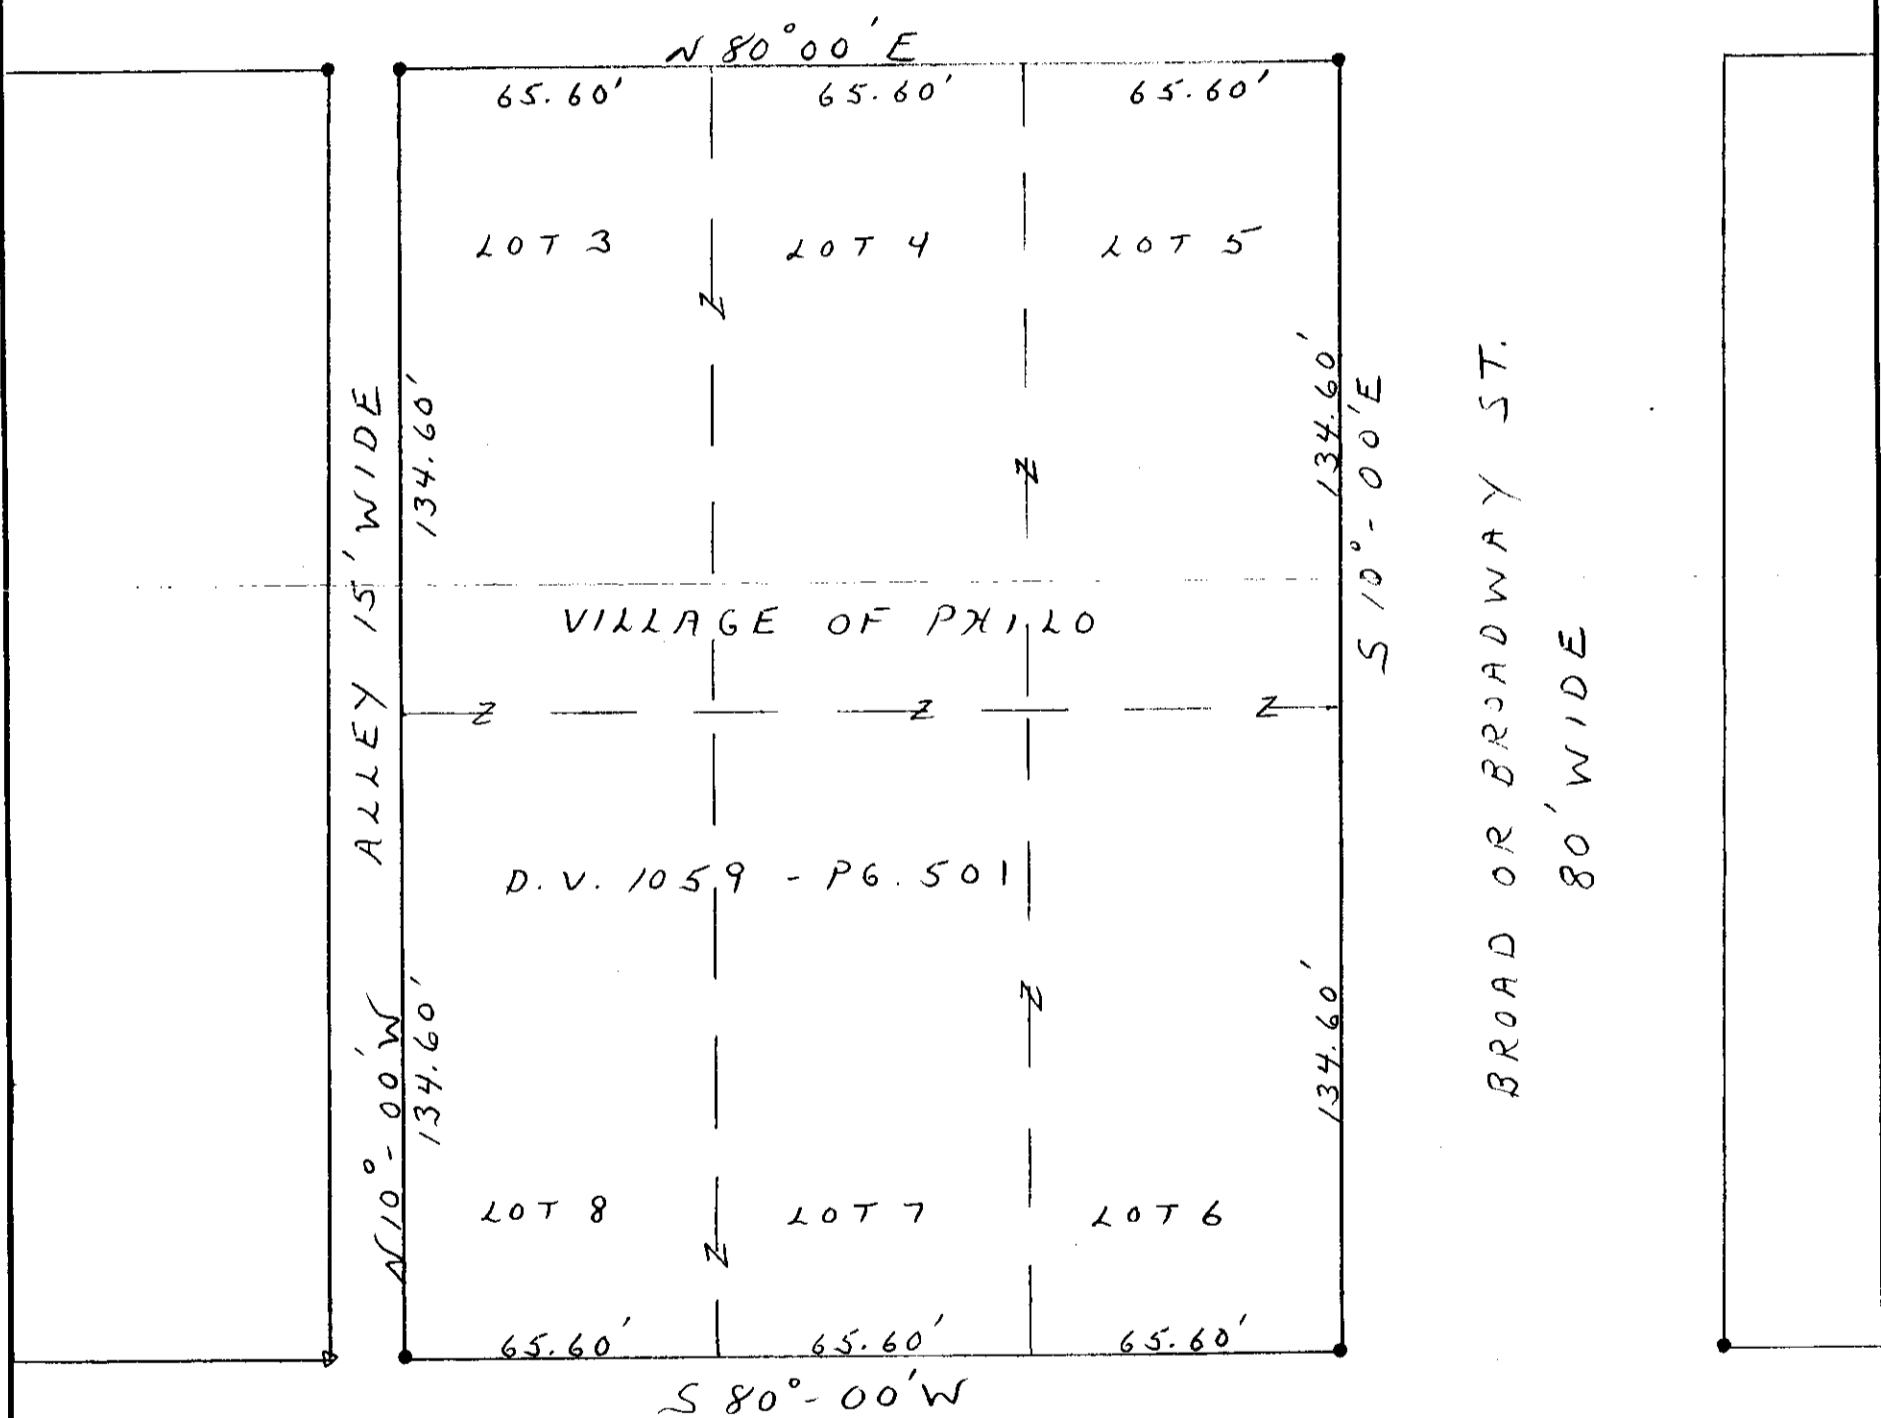 N 80°00'E
65.60' 65.60' 65.60'
LOT 3 LOT 4 LOT 5
Z
134.60'
134.60'
S 10°-00'E
ALLEY 15' WIDE
BROAD OR BROADWAY ST.
80' WIDE
Z
VILLAGE OF PHILO
Z Z Z
D.V. 1059 - PG. 501
N 10°-00'W
134.60'
134.60'
Z
LOT 8 LOT 7 LOT 6
Z
65.60' 65.60' 65.60'
S 80°-00'W